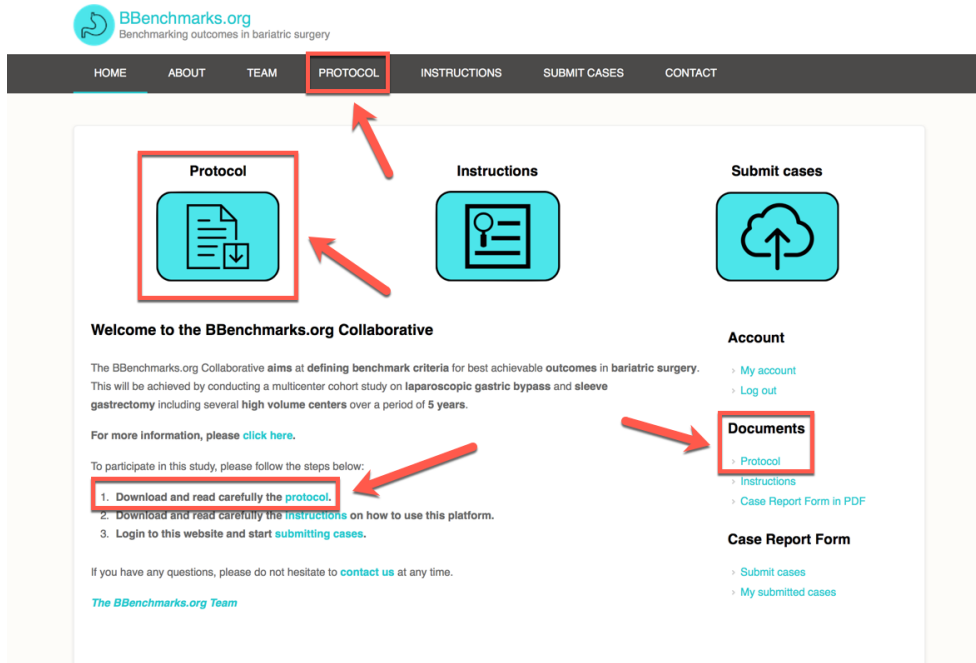 BBenchmarks.org
Benchmarking outcomes in bariatric surgery
HOME ABOUT TEAM PROTOCOL INSTRUCTIONS SUBMIT CASES CONTACT
Protocol Instructions Submit cases
Welcome to the BBenchmarks.org Collaborative
The BBenchmarks.org Collaborative aims at defining benchmark criteria for best achievable outcomes in bariatric surgery.
This will be achieved by conducting a multicenter cohort study on laparoscopic gastric bypass and sleeve
gastrectomy including several high volume centers over a period of 5 years.
For more information, please click here.
To participate in this study, please follow the steps below:
1. Download and read carefully the protocol.
2. Download and read carefully the instructions on how to use this platform.
3. Login to this website and start submitting cases.
If you have any questions, please do not hesitate to contact us at any time.
The BBenchmarks.org Team
Account
› My account
› Log out
Documents
› Protocol
› Instructions
› Case Report Form in PDF
Case Report Form
› Submit cases
› My submitted cases